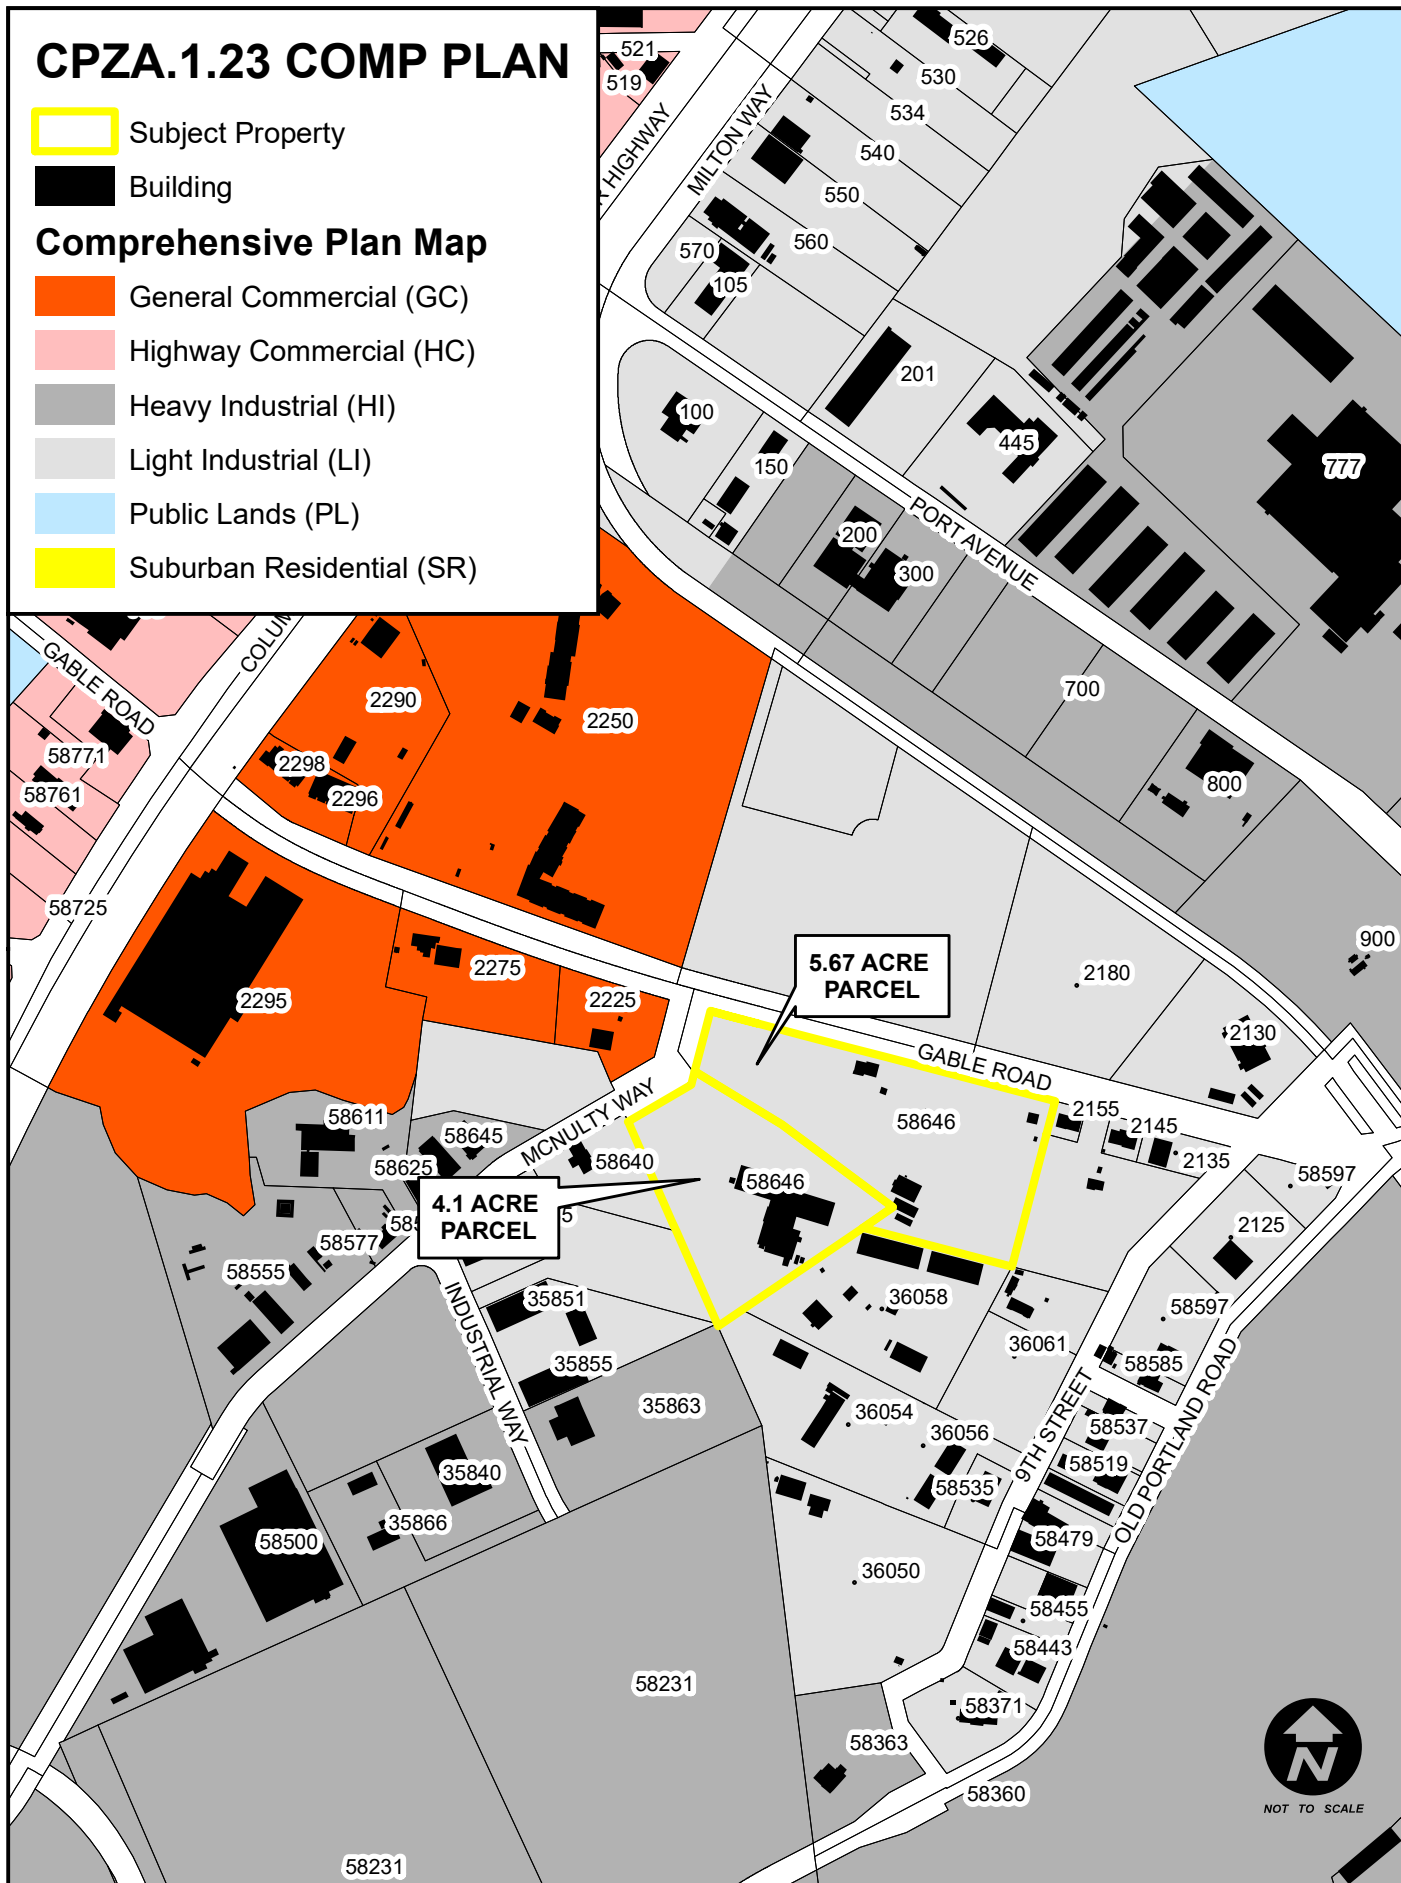 CPZA.1.23 COMP PLAN
Subject Property
Building
Comprehensive Plan Map
General Commercial (GC)
Highway Commercial (HC)
Heavy Industrial (HI)
Light Industrial (LI)
Public Lands (PL)
Suburban Residential (SR)
521
519
526
530
534
540
550
560
570
105
HIGHWAY
MILTON WAY
201
100
445
150
777
PORT AVENUE
200
300
GABLE ROAD
2290
2250
700
58771
2298
2296
58761
800
58725
900
5.67 ACRE
PARCEL
2275
2295
2225
2180
2130
GABLE ROAD
MCNULTY WAY
58611
58645
58646
2155
2145
58625
58640
2135
58597
58646
4.1 ACRE
PARCEL
2125
58577
58555
INDUSTRIAL WAY
35851
36058
58597
36061
35855
58585
35863
36054
36056
58537
9TH STREET
OLD PORTLAND ROAD
58519
35840
58535
35866
58500
58479
36050
58455
58443
58231
58371
58363
58360
58231
N
NOT TO SCALE